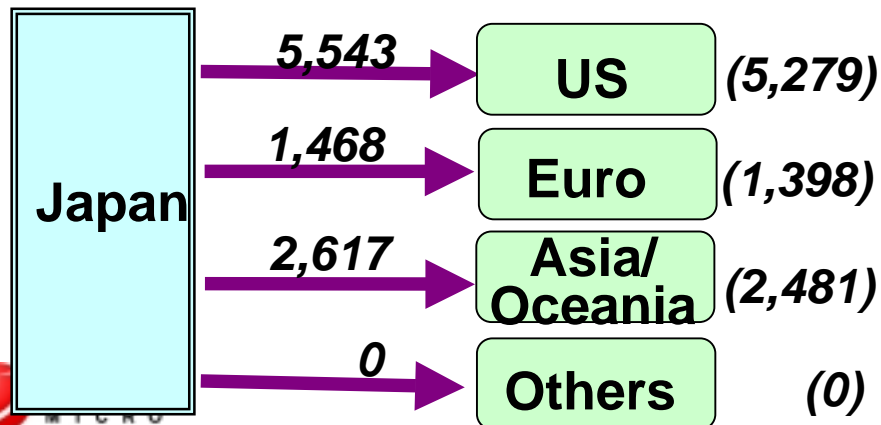 Japan
5,543
US
(5,279)
1,468
Euro
(1,398)
2,617
Asia/
Oceania
(2,481)
0
Others
(0)
MICRO